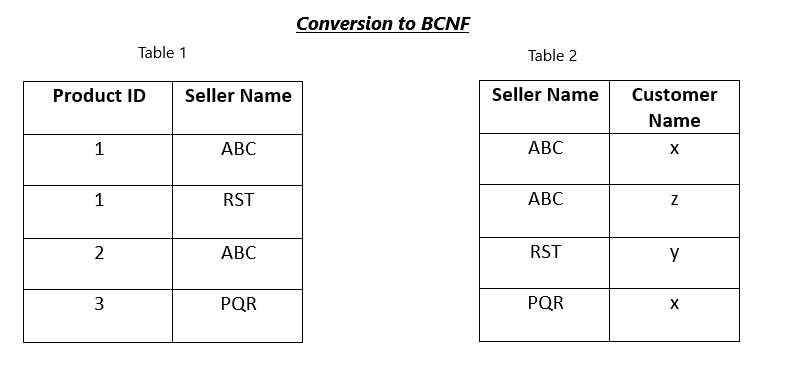 Conversion to BCNF
Table 1
Product ID Seller Name
1 ABC
1 RST
2 ABC
3 PQR
Table 2
Seller Name Customer
Name
ABC x
ABC z
RST y
PQR x